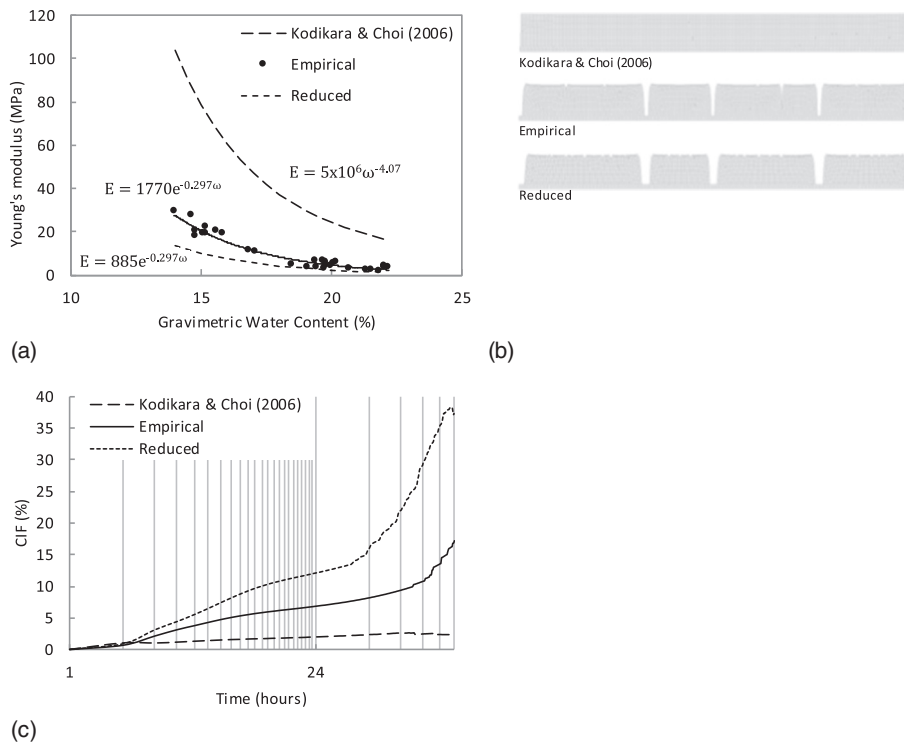 120
100
80
60
40
20
0
Young's modulus (MPa)
Kodikara & Choi (2006)
Empirical
Reduced
E = 5x10⁶ω⁻⁴·⁰⁷
E = 1770e⁻⁰·²⁹⁷ω
E = 885e⁻⁰·²⁹⁷ω
10 15 20 25
Gravimetric Water Content (%)
(a)
Kodikara & Choi (2006)
Empirical
Reduced
(b)
40
35
30
25
20
15
10
5
0
CIF (%)
Kodikara & Choi (2006)
Empirical
Reduced
1 24
Time (hours)
(c)